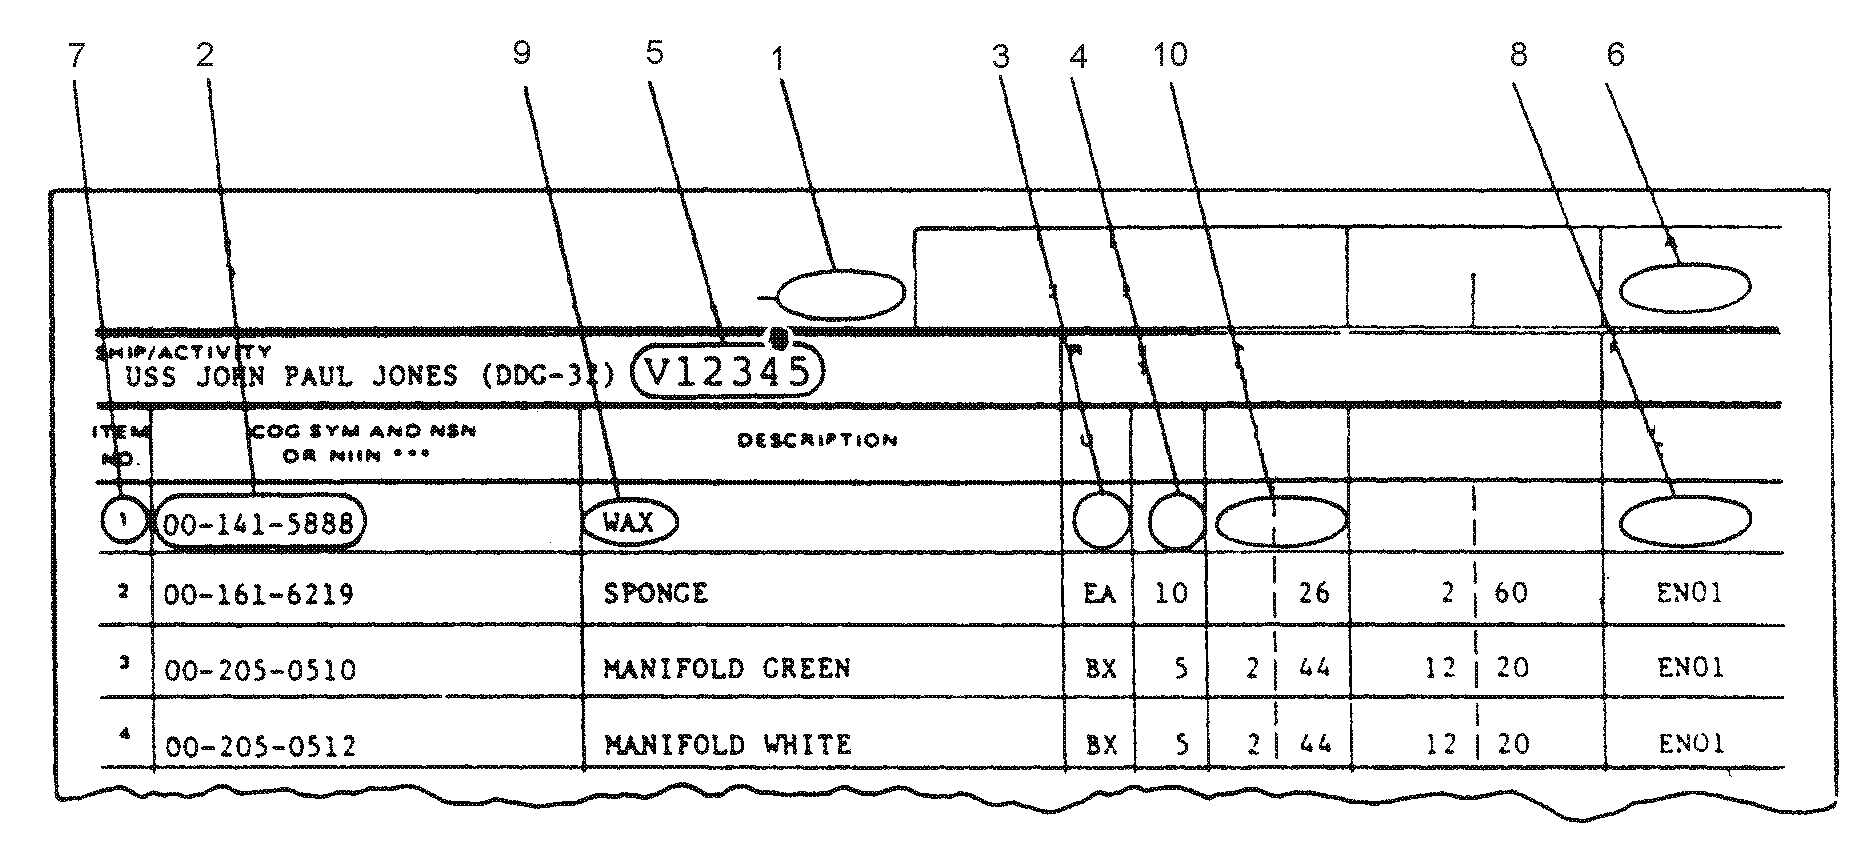 7 2 9 5 1 3 4 10 8 6
SHIP/ACTIVITY
USS JOHN PAUL JONES (DDG-32) V12345
ITEM NO. COG SYM AND NSN OR NIIN *** DESCRIPTION U
1 00-141-5888 WAX
2 00-161-6219 SPONGE EA 10 26 2 60 EN01
3 00-205-0510 MANIFOLD GREEN BX 5 2 44 12 20 EN01
4 00-205-0512 MANIFOLD WHITE BX 5 2 44 12 20 EN01